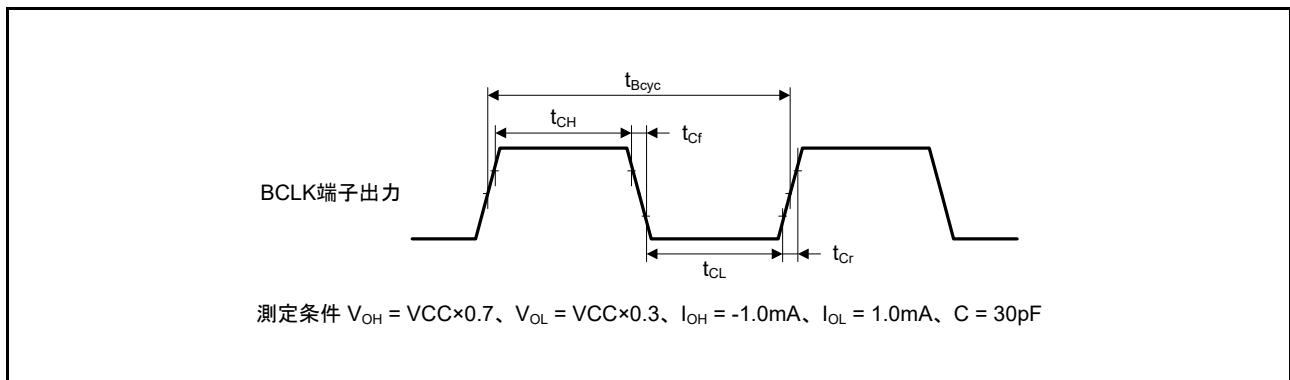 tBcyc
tCH
tCf
BCLK端子出力
tCL
tCr
測定条件 VOH = VCC×0.7、VOL = VCC×0.3、IOH = -1.0mA、IOL = 1.0mA、C = 30pF